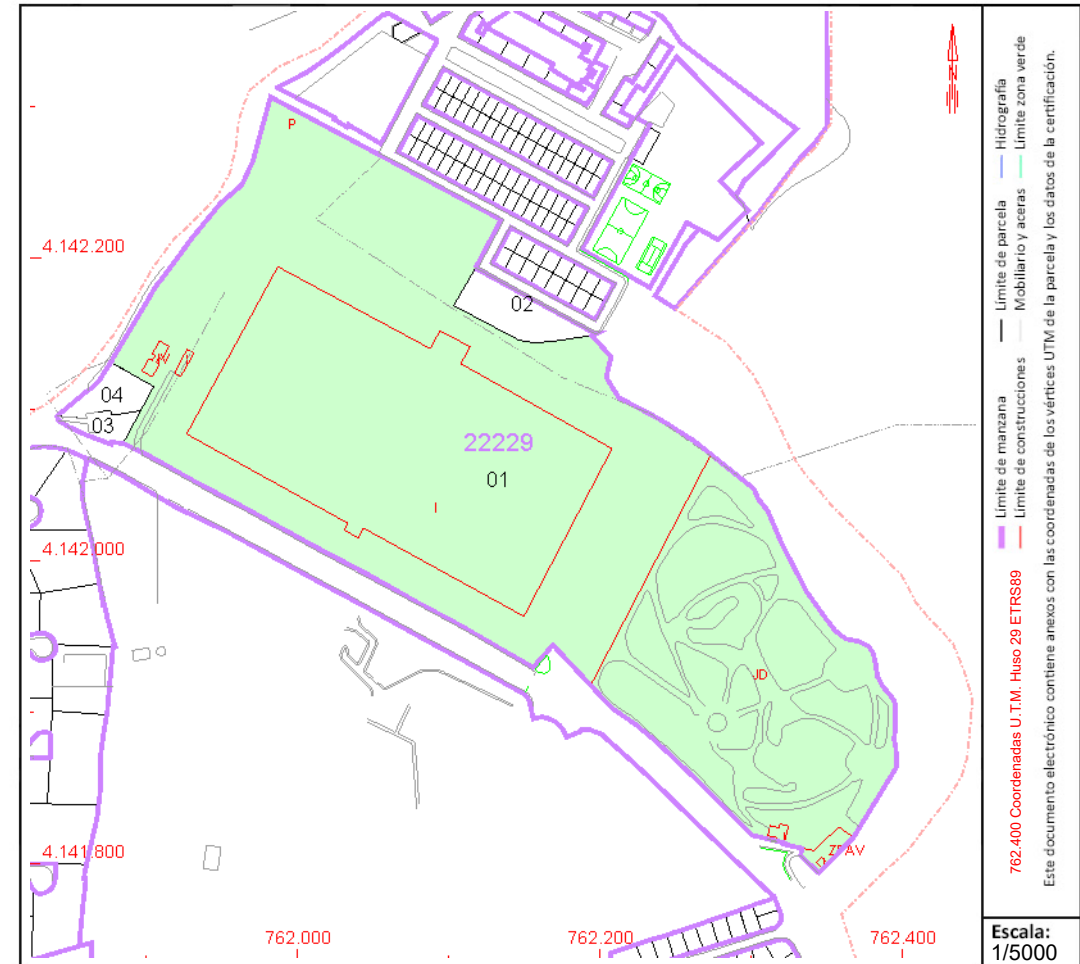 P
4.142.200
02
04
03
22229
01
I
4.142.000
JD
4.141.800
ZPAV
762.000
762.200
762.400
Límite de manzana
Límite de parcela
Hidrografía
762.400 Coordenadas U.T.M. Huso 29 ETRS89
Límite de construcciones
Mobiliario y aceras
Límite zona verde
Este documento electrónico contiene anexos con las coordenadas de los vértices UTM de la parcela y los datos de la certificación.
Escala:
1/5000